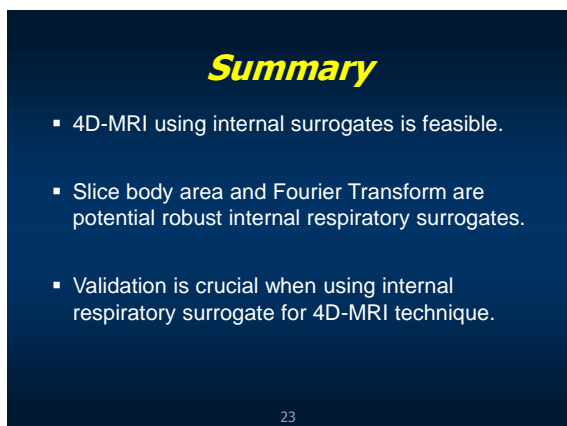 Summary
▪ 4D-MRI using internal surrogates is feasible.
▪ Slice body area and Fourier Transform are
potential robust internal respiratory surrogates.
▪ Validation is crucial when using internal
respiratory surrogate for 4D-MRI technique.
23